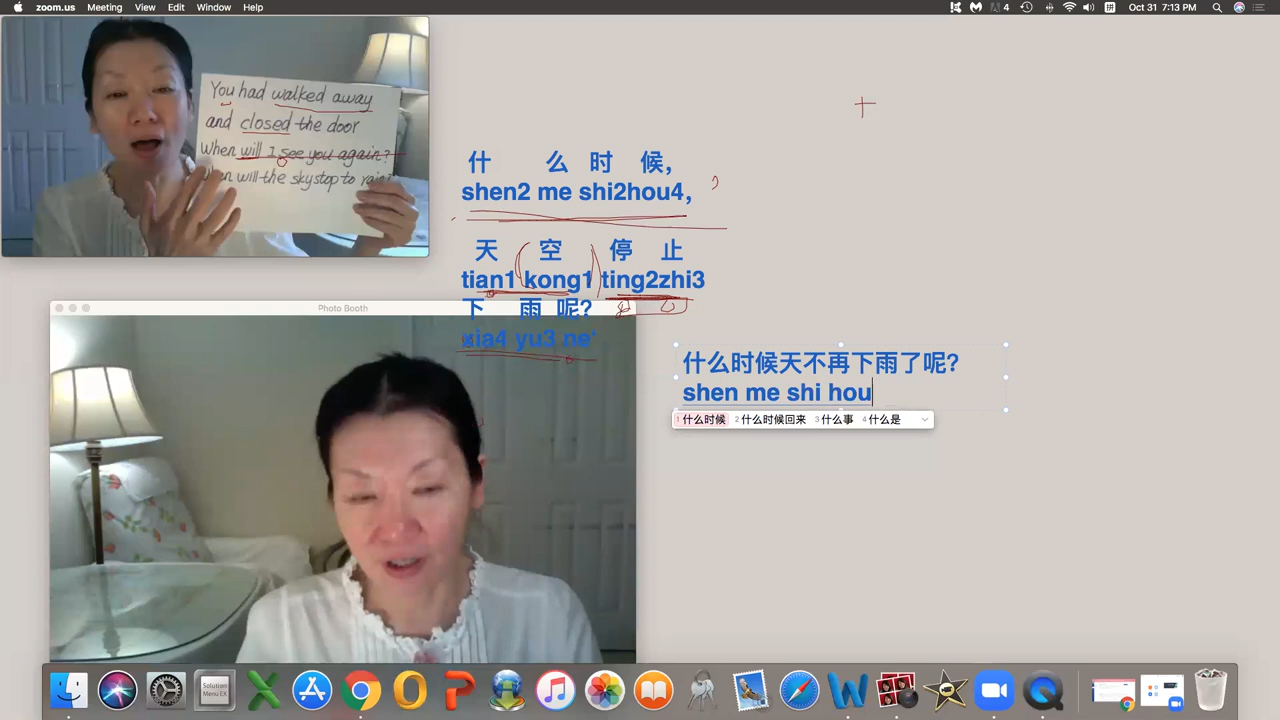 zoom.us Meeting View Edit Window Help
4 Oct 31 7:13 PM
You had walked away
and closed the door
When will I see you again?
when will the sky stop to rain?
什 么 时 候,
shen2 me shi2hou4,
天 空 停 止
tian1 kong1 ting2zhi3
下 雨 呢?
xia4 yu3 ne·
Photo Booth
什么时候天不再下雨了呢?
shen me shi hou
1 什么时候 2 什么时候回来 3 什么事 4 什么是
Solution
Menu EX